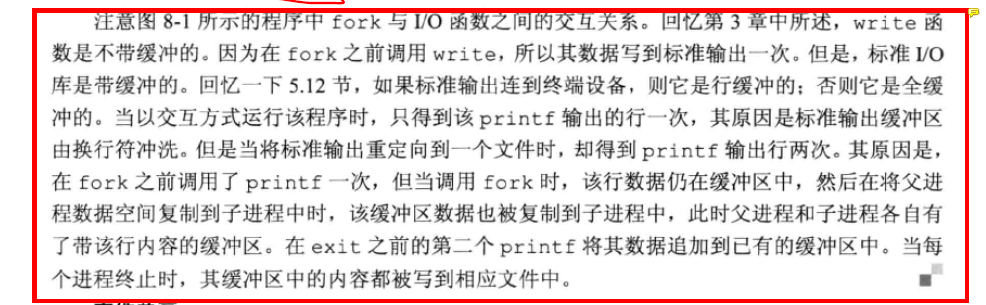 注意图 8-1 所示的程序中 fork 与 I/O 函数之间的交互关系。回忆第 3 章中所述，write 函
数是不带缓冲的。因为在 fork 之前调用 write，所以其数据写到标准输出一次。但是，标准 I/O
库是带缓冲的。回忆一下 5.12 节，如果标准输出连到终端设备，则它是行缓冲的；否则它是全缓
冲的。当以交互方式运行该程序时，只得到该 printf 输出的行一次，其原因是标准输出缓冲区
由换行符冲洗。但是当将标准输出重定向到一个文件时，却得到 printf 输出行两次。其原因是，
在 fork 之前调用了 printf 一次，但当调用 fork 时，该行数据仍在缓冲区中，然后在将父进
程数据空间复制到子进程中时，该缓冲区数据也被复制到子进程中，此时父进程和子进程各自有
了带该行内容的缓冲区。在 exit 之前的第二个 printf 将其数据追加到已有的缓冲区中。当每
个进程终止时，其缓冲区中的内容都被写到相应文件中。